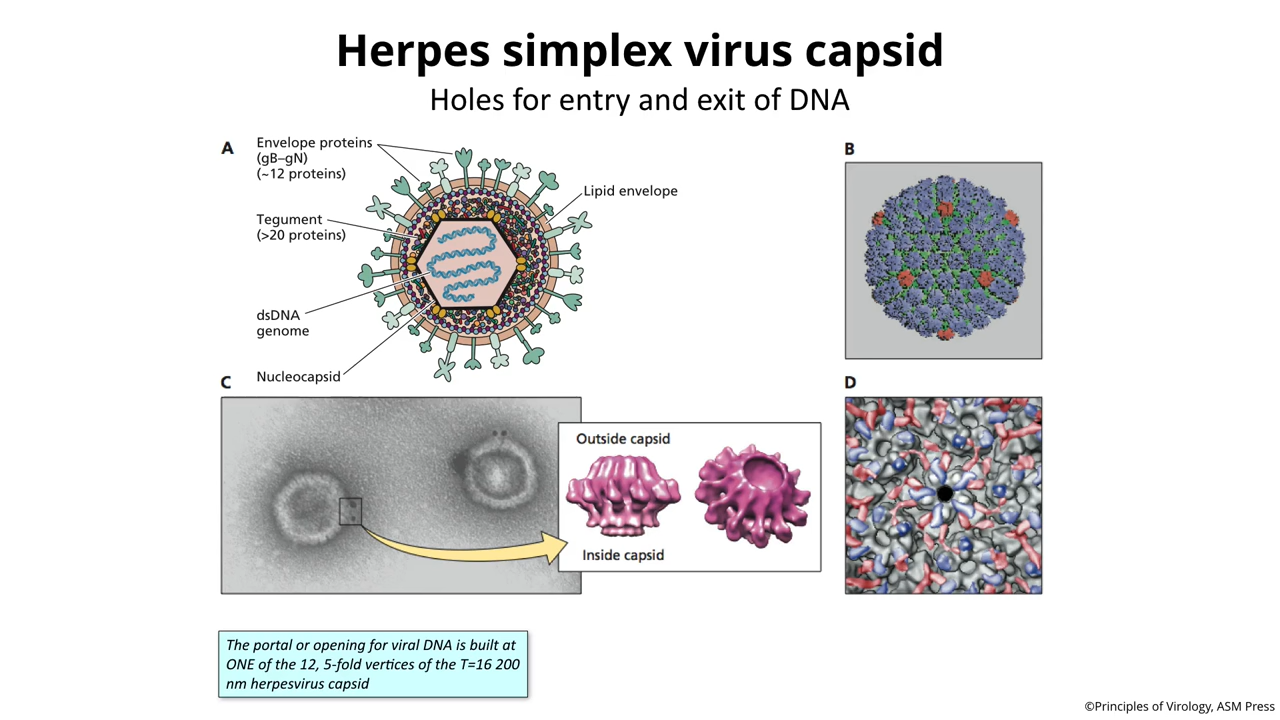 Herpes simplex virus capsid
Holes for entry and exit of DNA
A
Envelope proteins
(gB–gN)
(~12 proteins)
Lipid envelope
Tegument
(>20 proteins)
dsDNA
genome
Nucleocapsid
B
C
Outside capsid
Inside capsid
D
The portal or opening for viral DNA is built at
ONE of the 12, 5-fold vertices of the T=16 200
nm herpesvirus capsid
©Principles of Virology, ASM Press